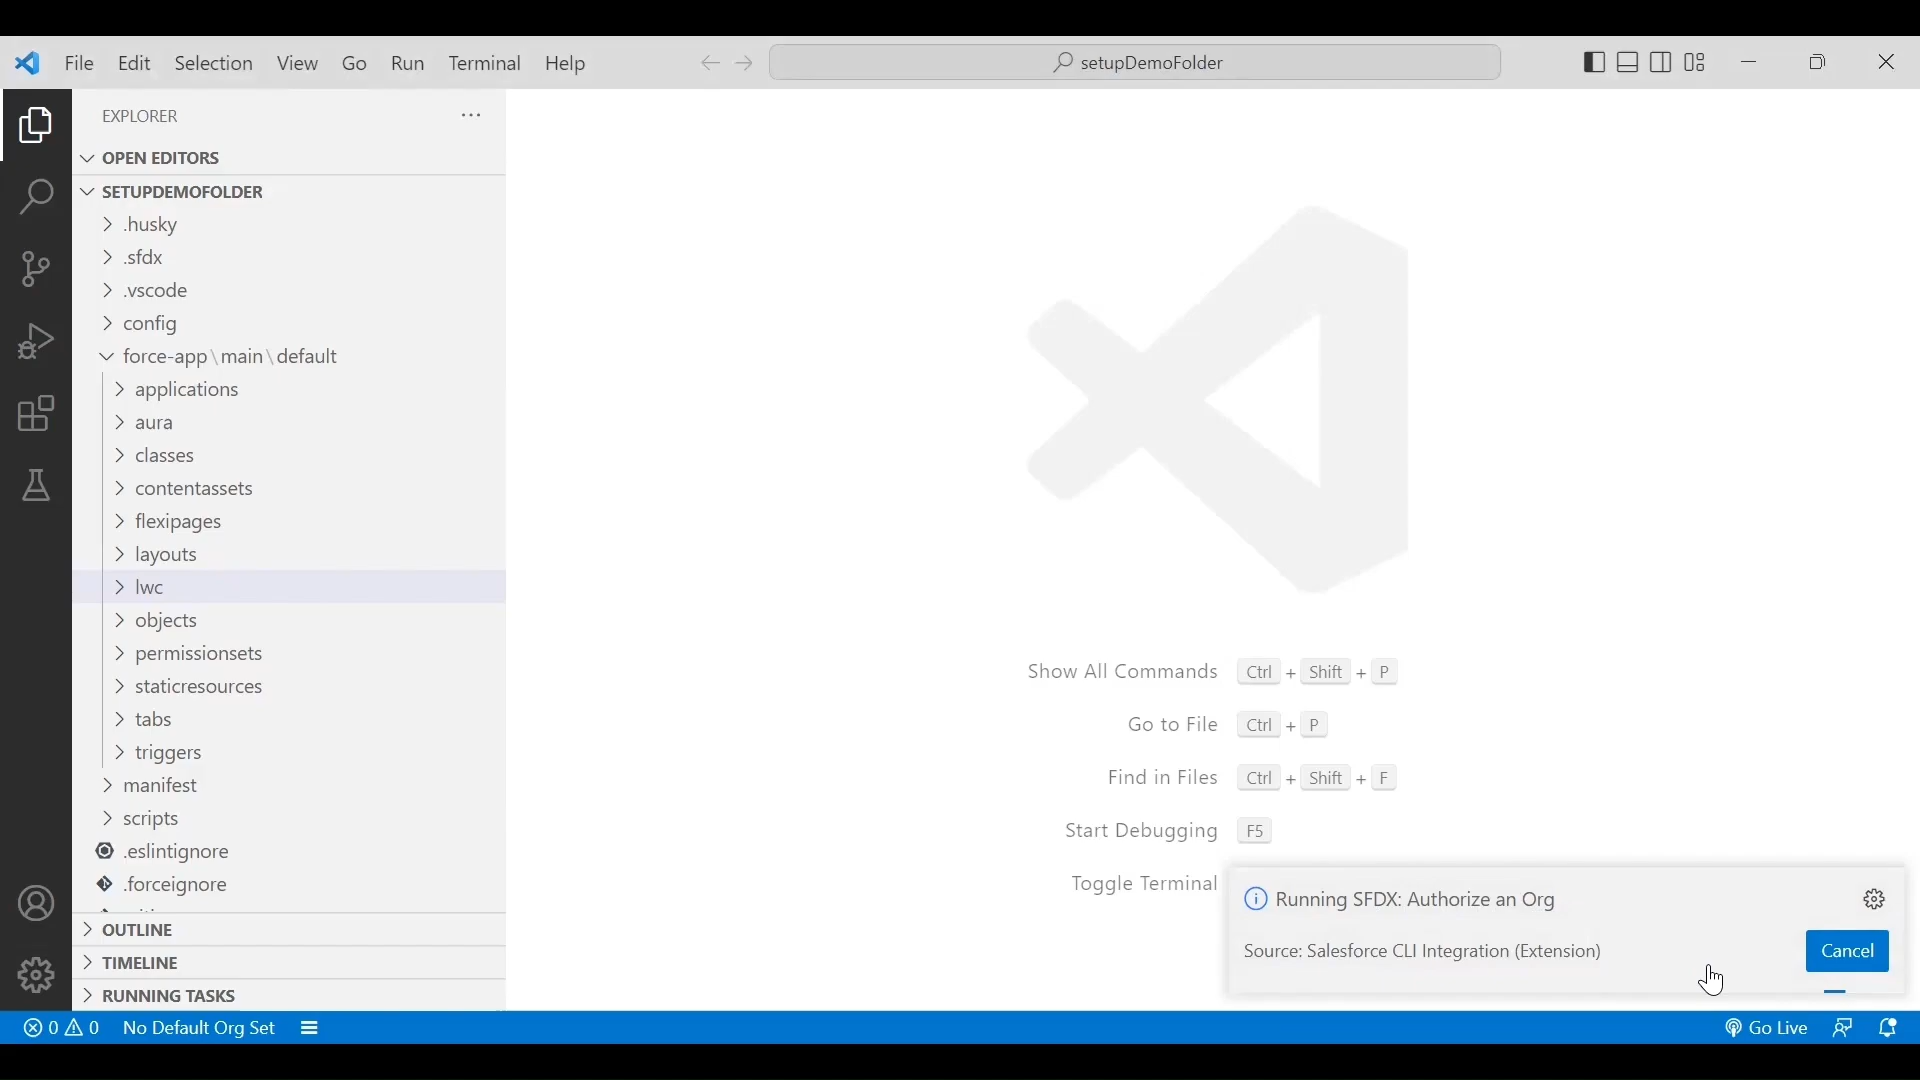 File Edit Selection View Go Run Terminal Help
setupDemoFolder
EXPLORER
OPEN EDITORS
SETUPDEMOFOLDER
.husky
.sfdx
.vscode
config
force-app\main\default
applications
aura
classes
contentassets
flexipages
layouts
lwc
objects
permissionsets
staticresources
tabs
triggers
manifest
scripts
.eslintignore
.forceignore
OUTLINE
TIMELINE
RUNNING TASKS
Show All Commands Ctrl + Shift + P
Go to File Ctrl + P
Find in Files Ctrl + Shift + F
Start Debugging F5
Toggle Terminal
Running SFDX: Authorize an Org
Source: Salesforce CLI Integration (Extension)
Cancel
0 0 No Default Org Set
Go Live